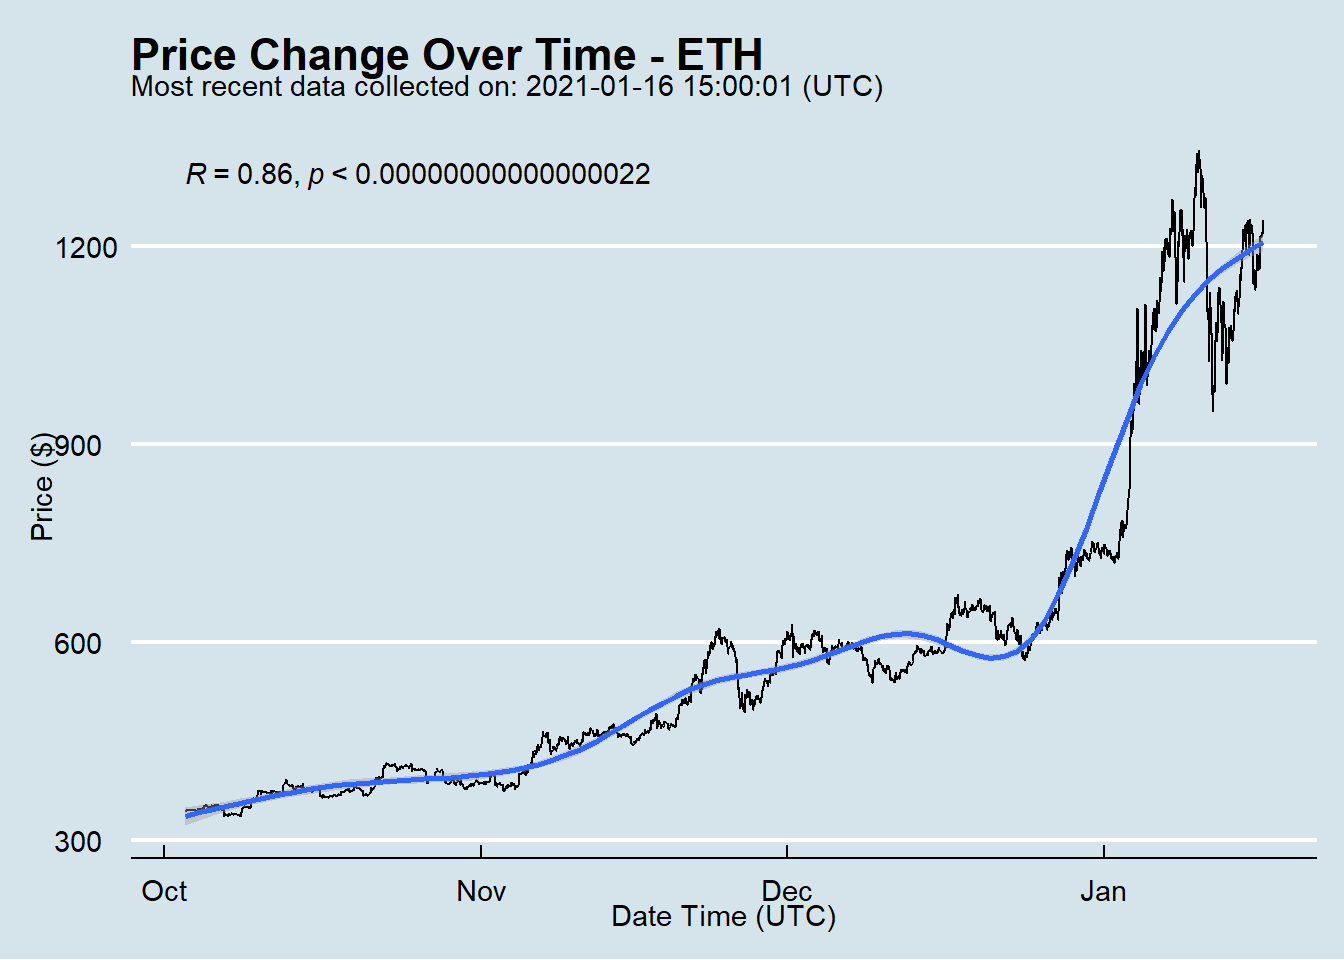 Price Change Over Time - ETH
Most recent data collected on: 2021-01-16 15:00:01 (UTC)
R = 0.86, p < 0.00000000000000022
1200
900
600
300
Price ($)
Oct Nov Dec Jan
Date Time (UTC)